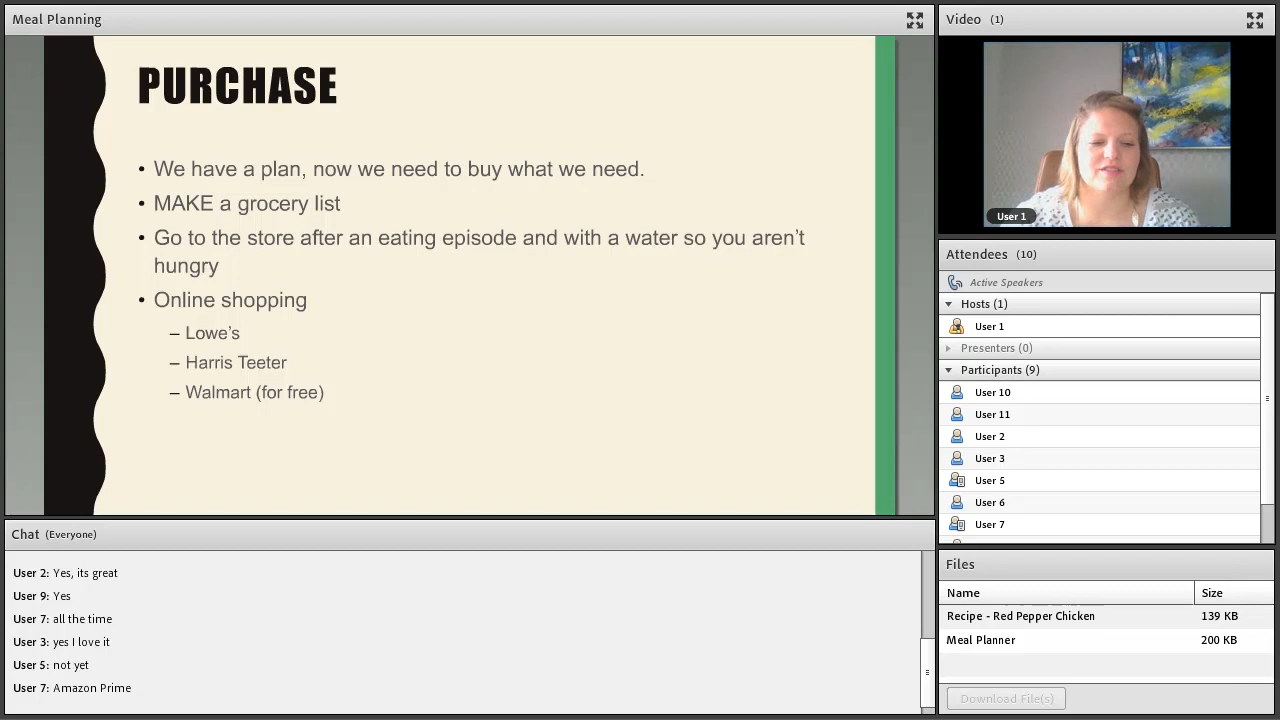 Meal Planning
PURCHASE
• We have a plan, now we need to buy what we need.
• MAKE a grocery list
• Go to the store after an eating episode and with a water so you aren't
hungry
• Online shopping
– Lowe's
– Harris Teeter
– Walmart (for free)
Chat (Everyone)
User 2: Yes, its great
User 9: Yes
User 7: all the time
User 3: yes I love it
User 5: not yet
User 7: Amazon Prime
Video (1)
User 1
Attendees (10)
Active Speakers
Hosts (1)
User 1
Presenters (0)
Participants (9)
User 10
User 11
User 2
User 3
User 5
User 6
User 7
Files
Name Size
Recipe - Red Pepper Chicken 139 KB
Meal Planner 200 KB
Download File(s)